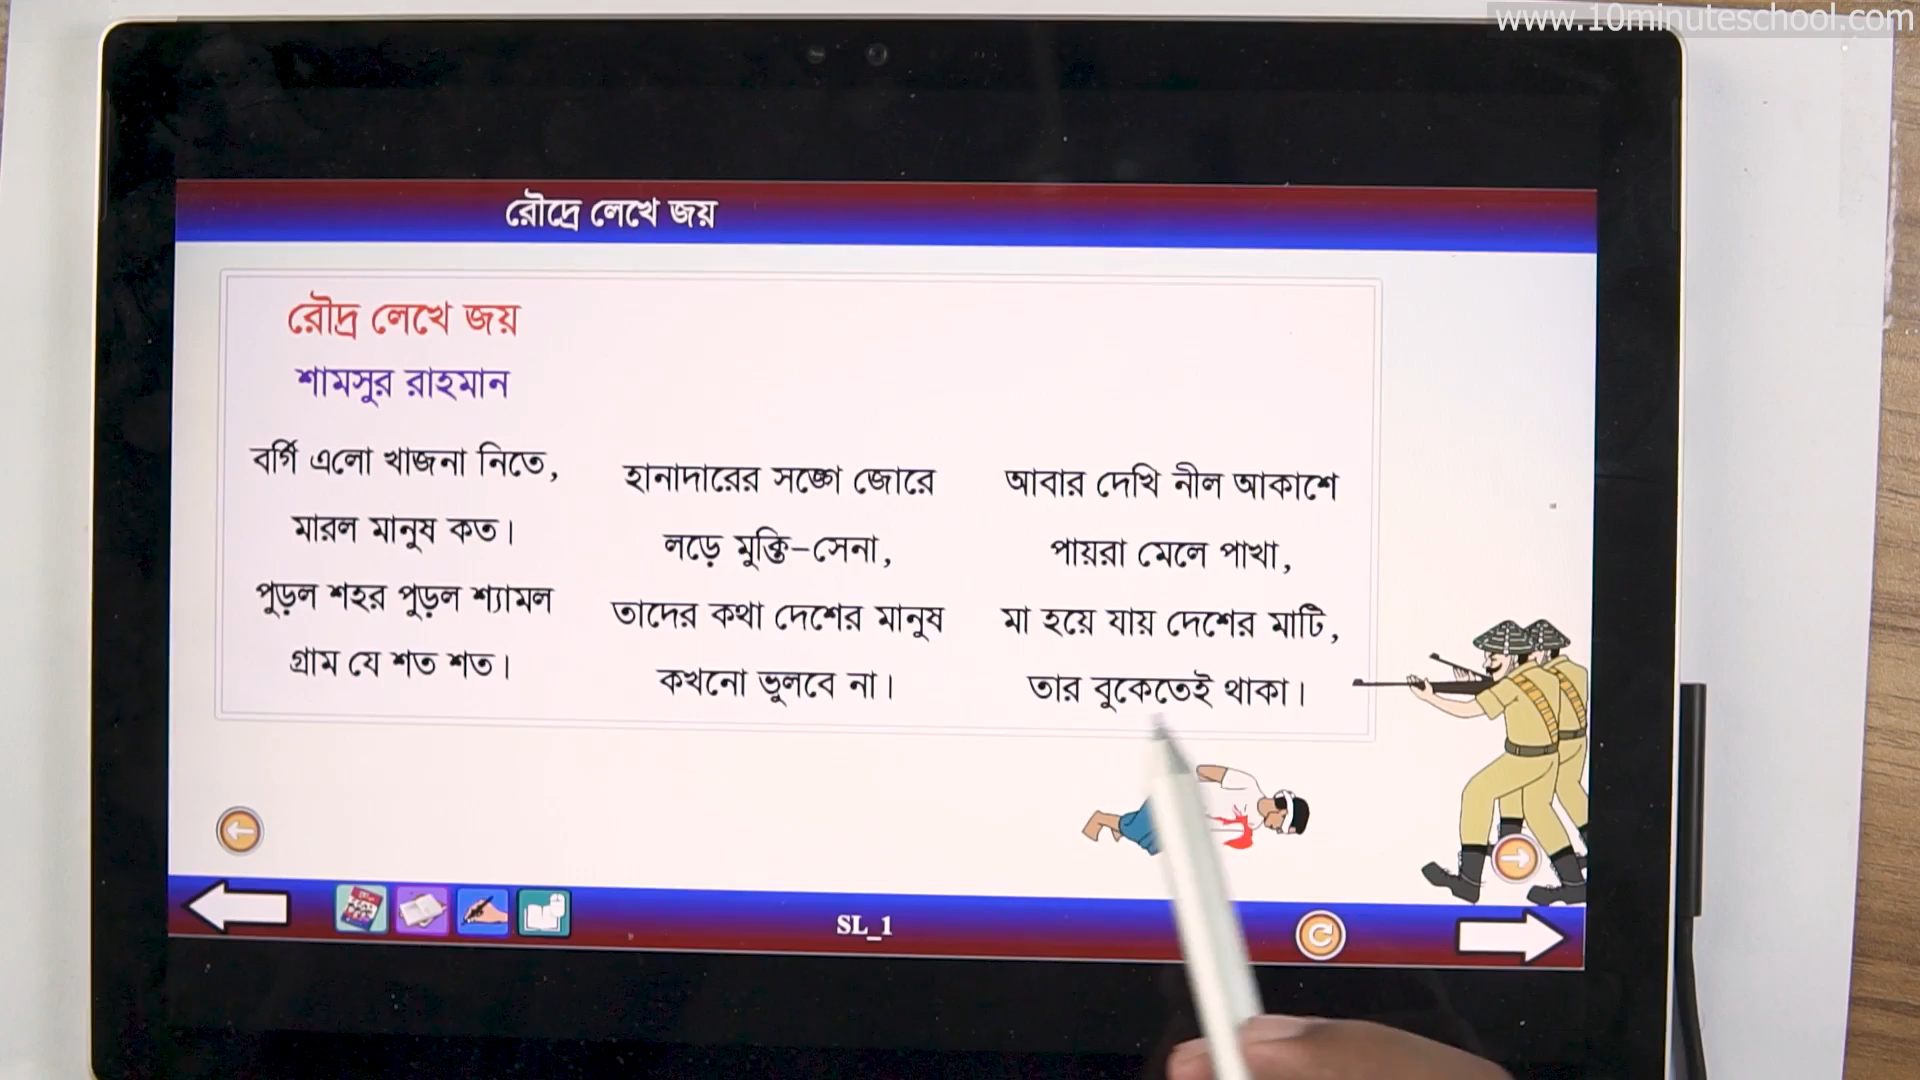 www.10minuteschool.com
রৌদ্রে লেখে জয়
রৌদ্র লেখে জয়
শামসুর রাহমান
বর্গি এলো খাজনা নিতে,
মারল মানুষ কত।
পুড়ল শহর পুড়ল শ্যামল
গ্রাম যে শত শত।
হানাদারের সঙ্গে জোরে
লড়ে মুক্তি-সেনা,
তাদের কথা দেশের মানুষ
কখনো ভুলবে না।
আবার দেখি নীল আকাশে
পায়রা মেলে পাখা,
মা হয়ে যায় দেশের মাটি,
তার বুকেতেই থাকা।
SL_1